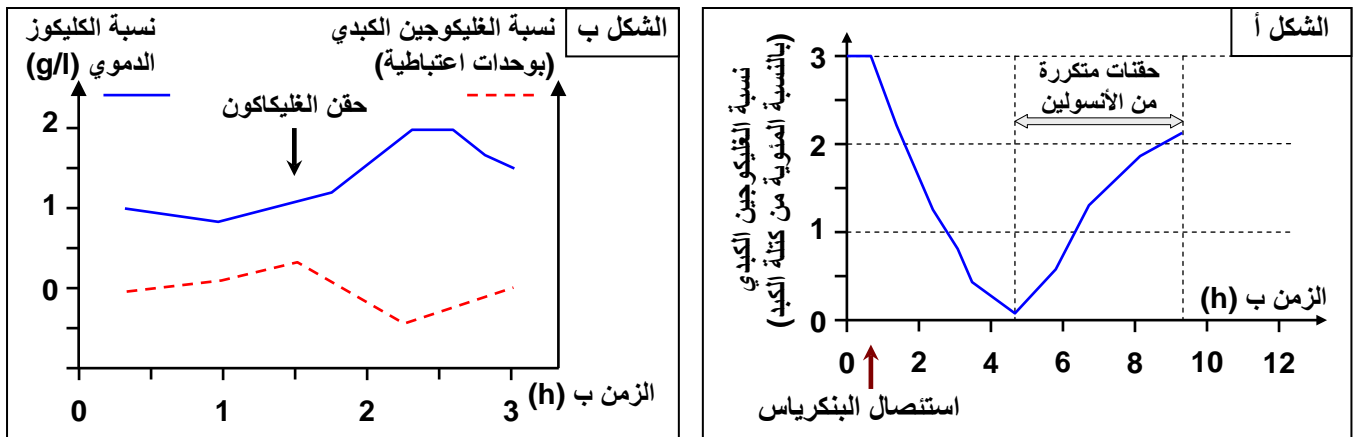 الشكل أ
نسبة الغليكوجين الكبدي
(بالنسبة المئوية من كتلة الكبد)
3
2
1
0
حقنات متكررة
من الأنسولين
الزمن ب (h)
0 2 4 6 8 10 12
استئصال البنكرياس
الشكل ب
نسبة الغليكوجين الكبدي
(بوحدات اعتباطية)
نسبة الكليكوز
الدموي (g/l)
حقن الغليكاكون
2
1
0
0 1 2 3
الزمن ب (h)